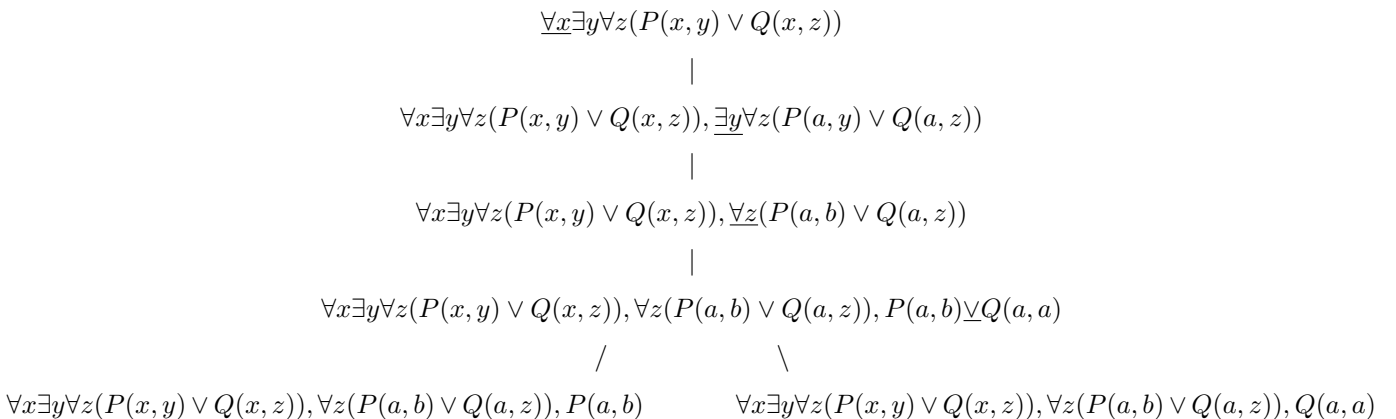 ∀x∃y∀z(P(x, y) ∨ Q(x, z))
|
∀x∃y∀z(P(x, y) ∨ Q(x, z)), ∃y∀z(P(a, y) ∨ Q(a, z))
|
∀x∃y∀z(P(x, y) ∨ Q(x, z)), ∀z(P(a, b) ∨ Q(a, z))
|
∀x∃y∀z(P(x, y) ∨ Q(x, z)), ∀z(P(a, b) ∨ Q(a, z)), P(a, b)∨Q(a, a)
/ \
∀x∃y∀z(P(x, y) ∨ Q(x, z)), ∀z(P(a, b) ∨ Q(a, z)), P(a, b) ∀x∃y∀z(P(x, y) ∨ Q(x, z)), ∀z(P(a, b) ∨ Q(a, z)), Q(a, a)